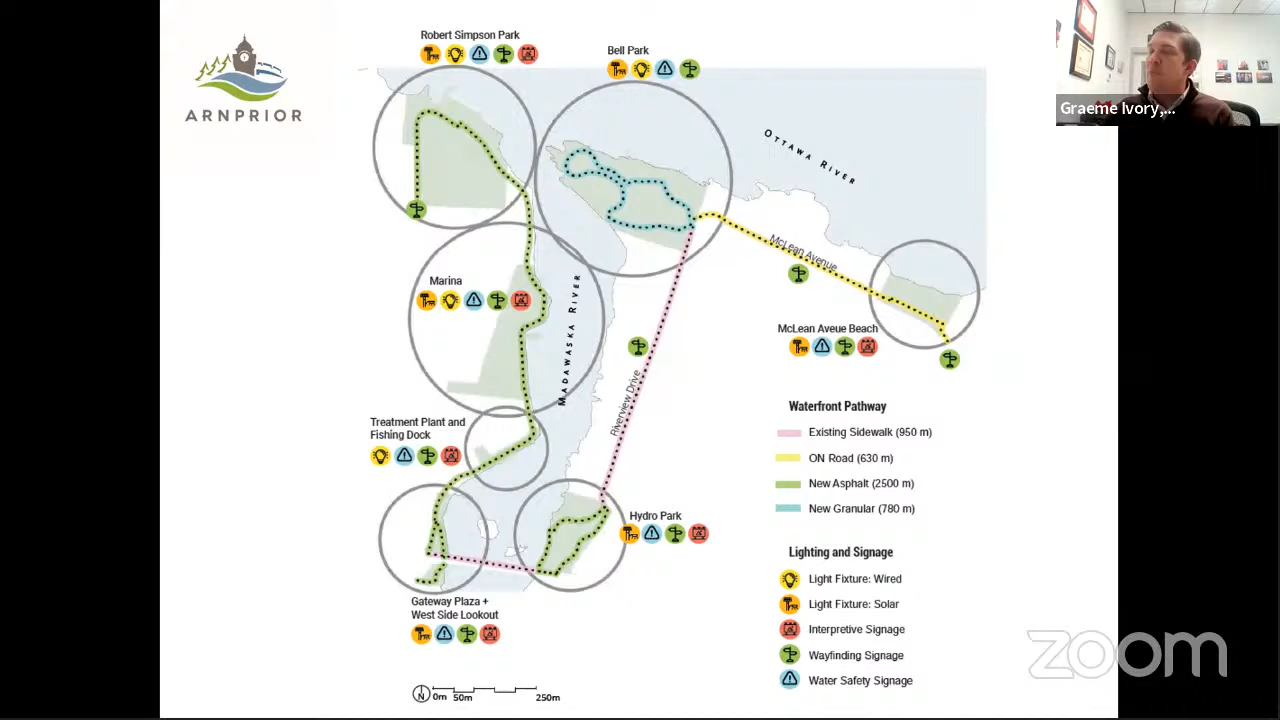 Robert Simpson Park
Bell Park
Graeme Ivory,...
ARNPRIOR
OTTAWA RIVER
McLean Avenue
Marina
MADAWASKA RIVER
McLean Aveue Beach
Riverview Drive
Treatment Plant and
Fishing Dock
Hydro Park
Gateway Plaza +
West Side Lookout
N 0m 50m 250m
Waterfront Pathway
Existing Sidewalk (950 m)
ON Road (630 m)
New Asphalt (2500 m)
New Granular (780 m)
Lighting and Signage
Light Fixture: Wired
Light Fixture: Solar
Interpretive Signage
Wayfinding Signage
Water Safety Signage
zoom